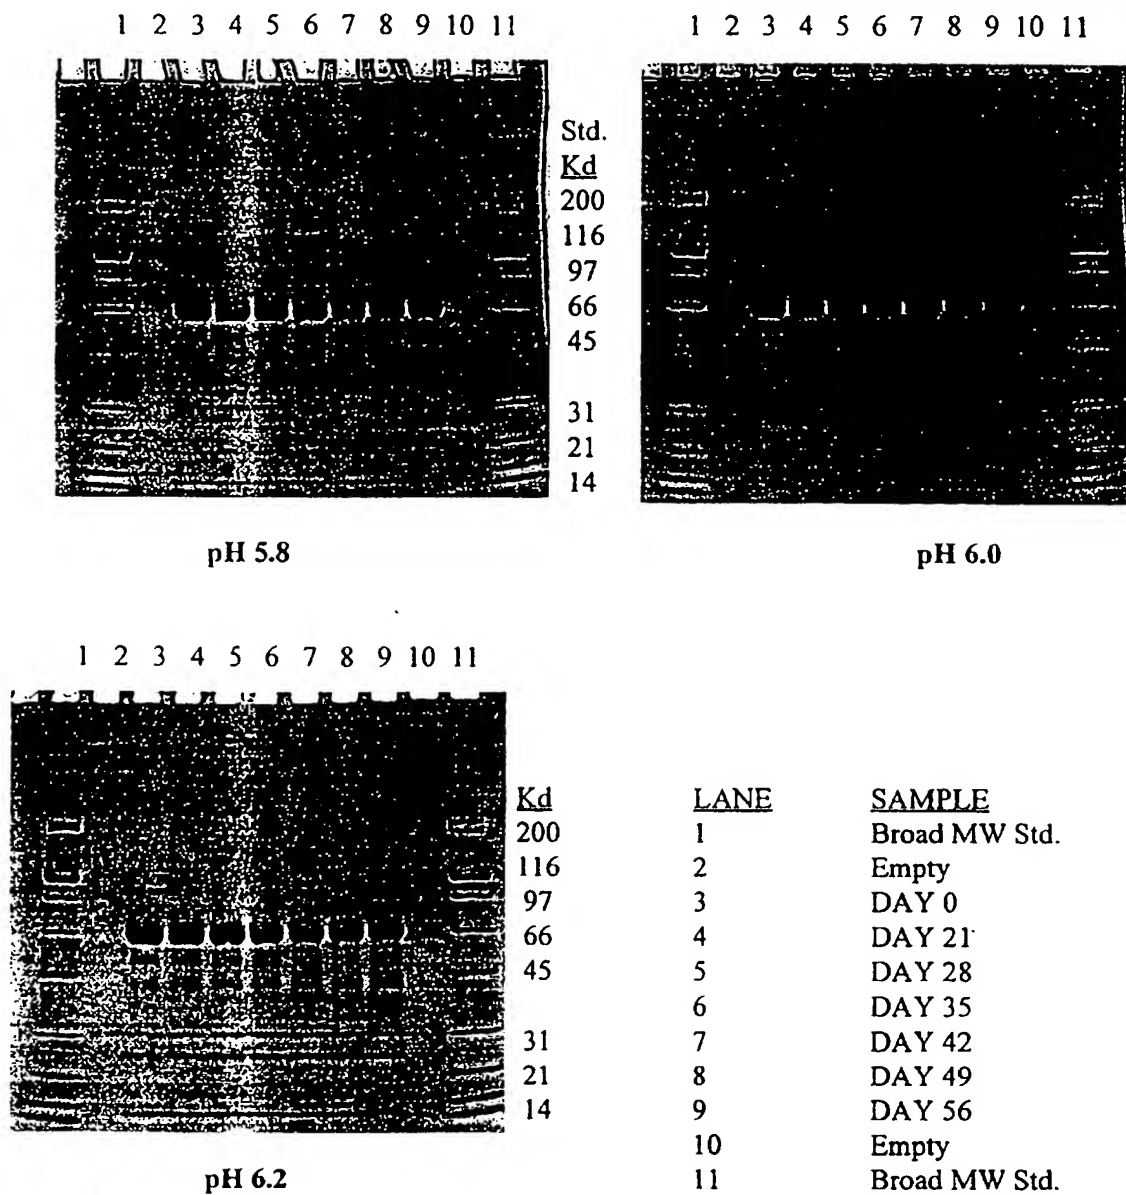 1 2 3 4 5 6 7 8 9 10 11
1 2 3 4 5 6 7 8 9 10 11
Std.
Kd
200
116
97
66
45
31
21
14
pH 5.8
pH 6.0
1 2 3 4 5 6 7 8 9 10 11
Kd
200
116
97
66
45
31
21
14
pH 6.2
LANE SAMPLE
1 Broad MW Std.
2 Empty
3 DAY 0
4 DAY 21
5 DAY 28
6 DAY 35
7 DAY 42
8 DAY 49
9 DAY 56
10 Empty
11 Broad MW Std.